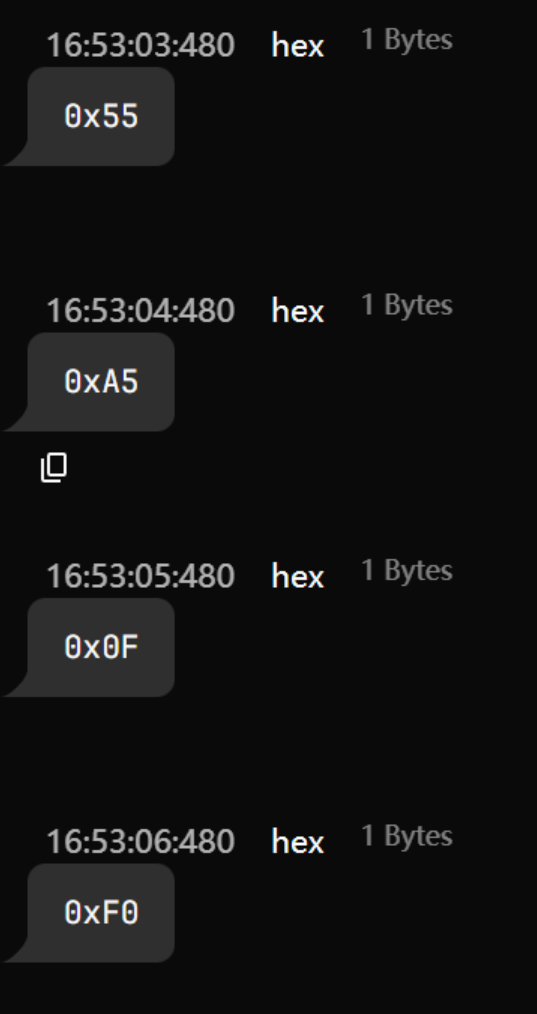 16:53:03:480 hex 1 Bytes
0x55
16:53:04:480 hex 1 Bytes
0xA5
16:53:05:480 hex 1 Bytes
0x0F
16:53:06:480 hex 1 Bytes
0xF0